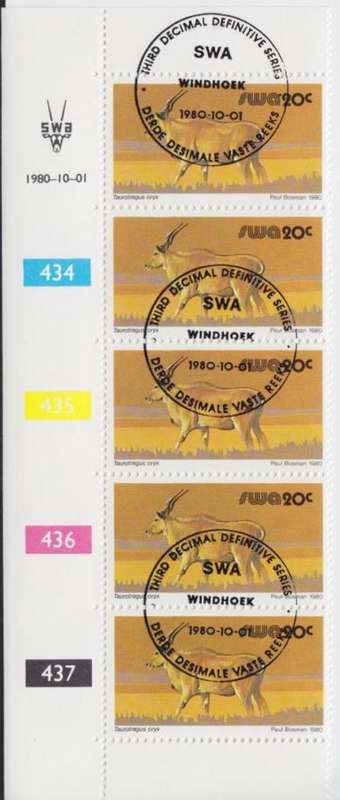 THIRD DECIMAL DEFINITIVE SERIES
SWA
WINDHOEK
1980-10-01
DERDE DESIMALE VASTE REEKS
swa 20c
Taurotragus oryx
Paul Bosman 1980
swa
1980-10-01
434
swa 20c
Taurotragus oryx
Paul Bosman 1980
THIRD DECIMAL DEFINITIVE SERIES
SWA
WINDHOEK
1980-10-01
DERDE DESIMALE VASTE REEKS
435
swa 20c
Taurotragus oryx
Paul Bosman 1980
436
swa 20c
Taurotragus oryx
Paul Bosman 1980
THIRD DECIMAL DEFINITIVE SERIES
SWA
WINDHOEK
1980-10-01
DERDE DESIMALE VASTE REEKS
437
swa 20c
Taurotragus oryx
Paul Bosman 1980